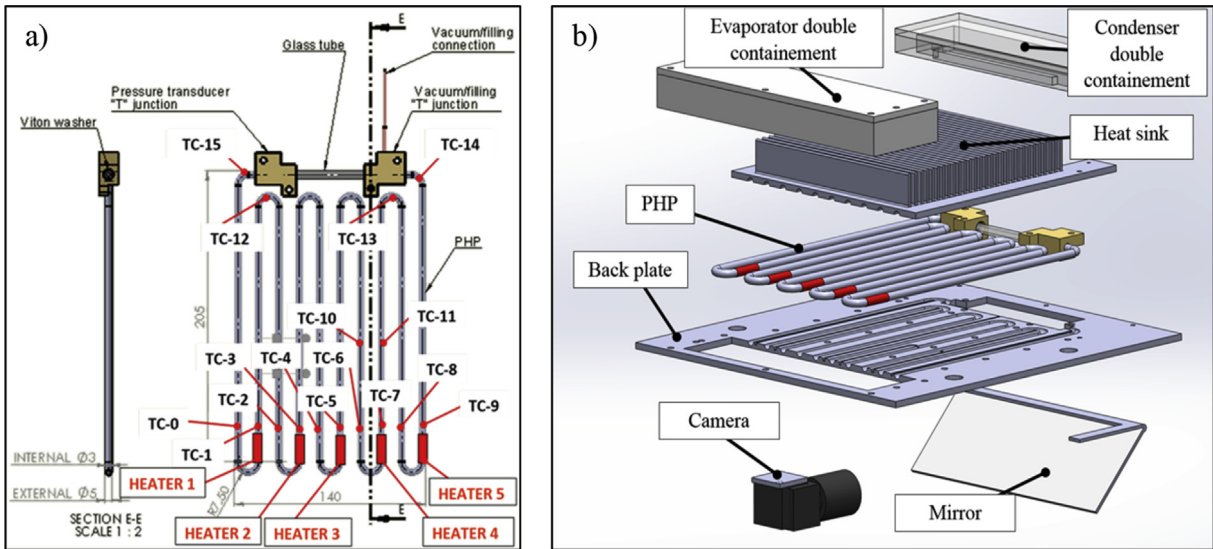 a)
Glass tube
Vacuum/filling
connection
Pressure transducer
"T" junction
Vacuum/filling
"T" junction
Viton washer
TC-15
TC-14
E
TC-12
TC-13
PHP
205
TC-10
TC-11
TC-3
TC-4
TC-6
TC-8
TC-2
TC-5
TC-7
TC-0
TC-9
TC-1
INTERNAL Ø3
EXTERNAL Ø5
HEATER 1
R7,50
140
HEATER 5
HEATER 2
HEATER 3
HEATER 4
SECTION E-E
SCALE 1 : 2
E
b)
Evaporator double
containement
Condenser
double
containement
Heat sink
PHP
Back plate
Camera
Mirror